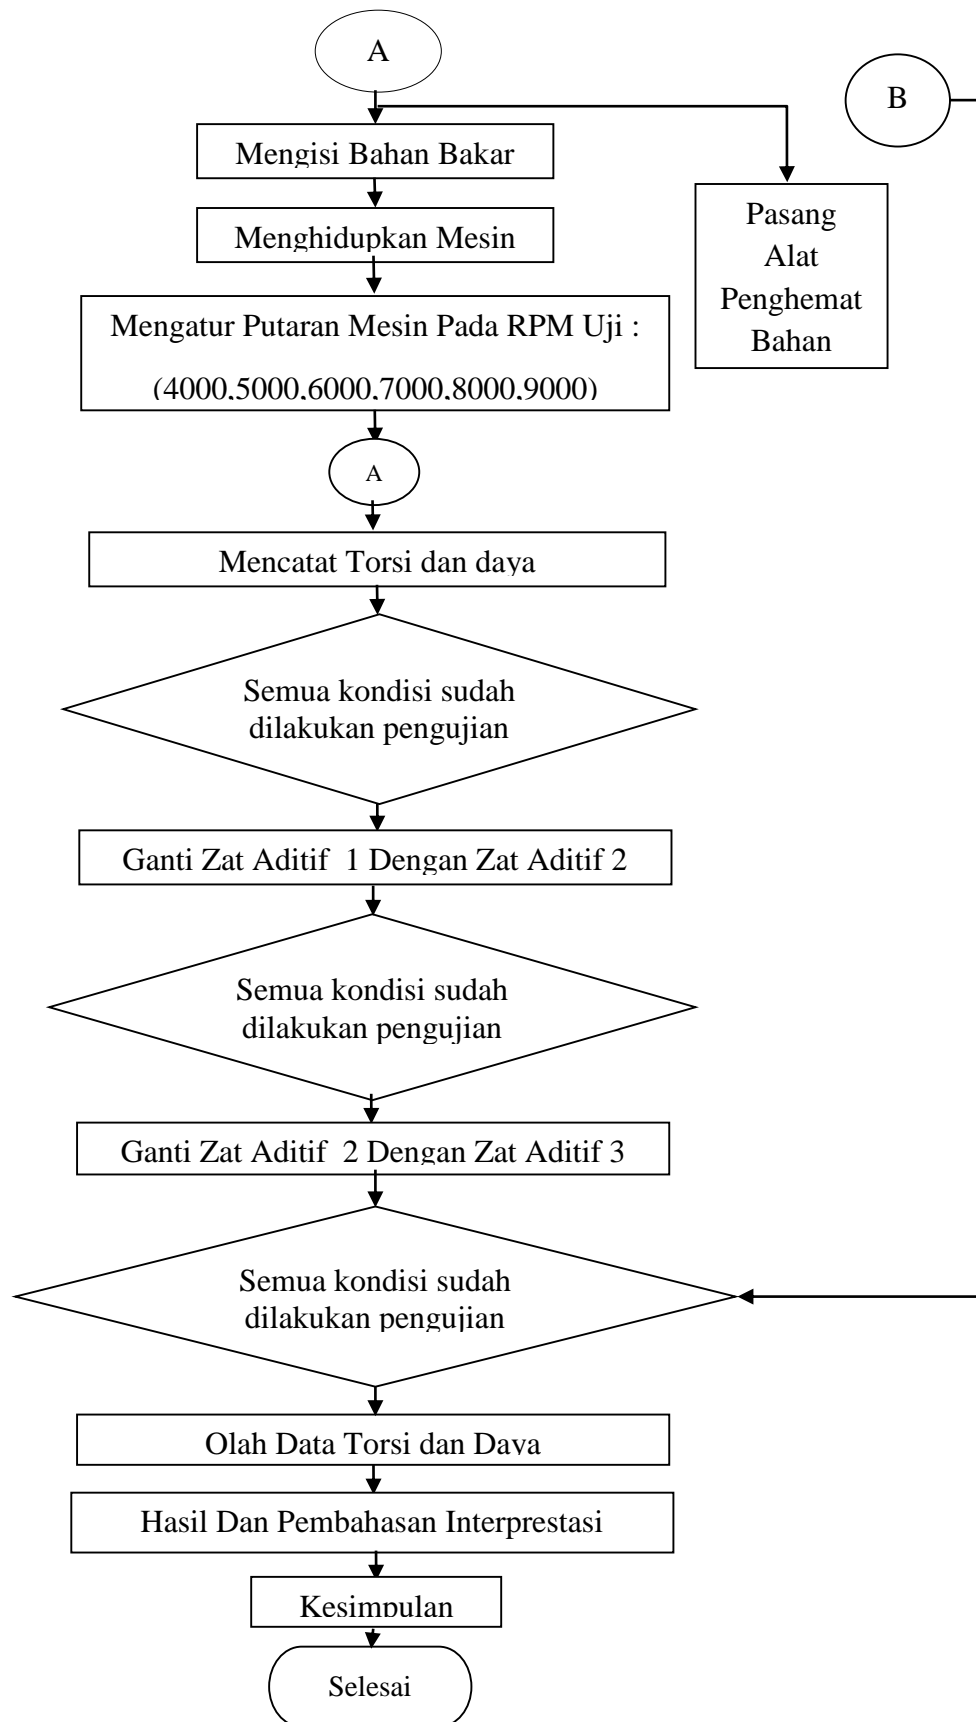 A
B
Mengisi Bahan Bakar
Pasang
Alat
Penghemat
Bahan
Menghidupkan Mesin
Mengatur Putaran Mesin Pada RPM Uji :
(4000,5000,6000,7000,8000,9000)
A
Mencatat Torsi dan daya
Semua kondisi sudah
dilakukan pengujian
Ganti Zat Aditif 1 Dengan Zat Aditif 2
Semua kondisi sudah
dilakukan pengujian
Ganti Zat Aditif 2 Dengan Zat Aditif 3
Semua kondisi sudah
dilakukan pengujian
Olah Data Torsi dan Daya
Hasil Dan Pembahasan Interprestasi
Kesimpulan
Selesai